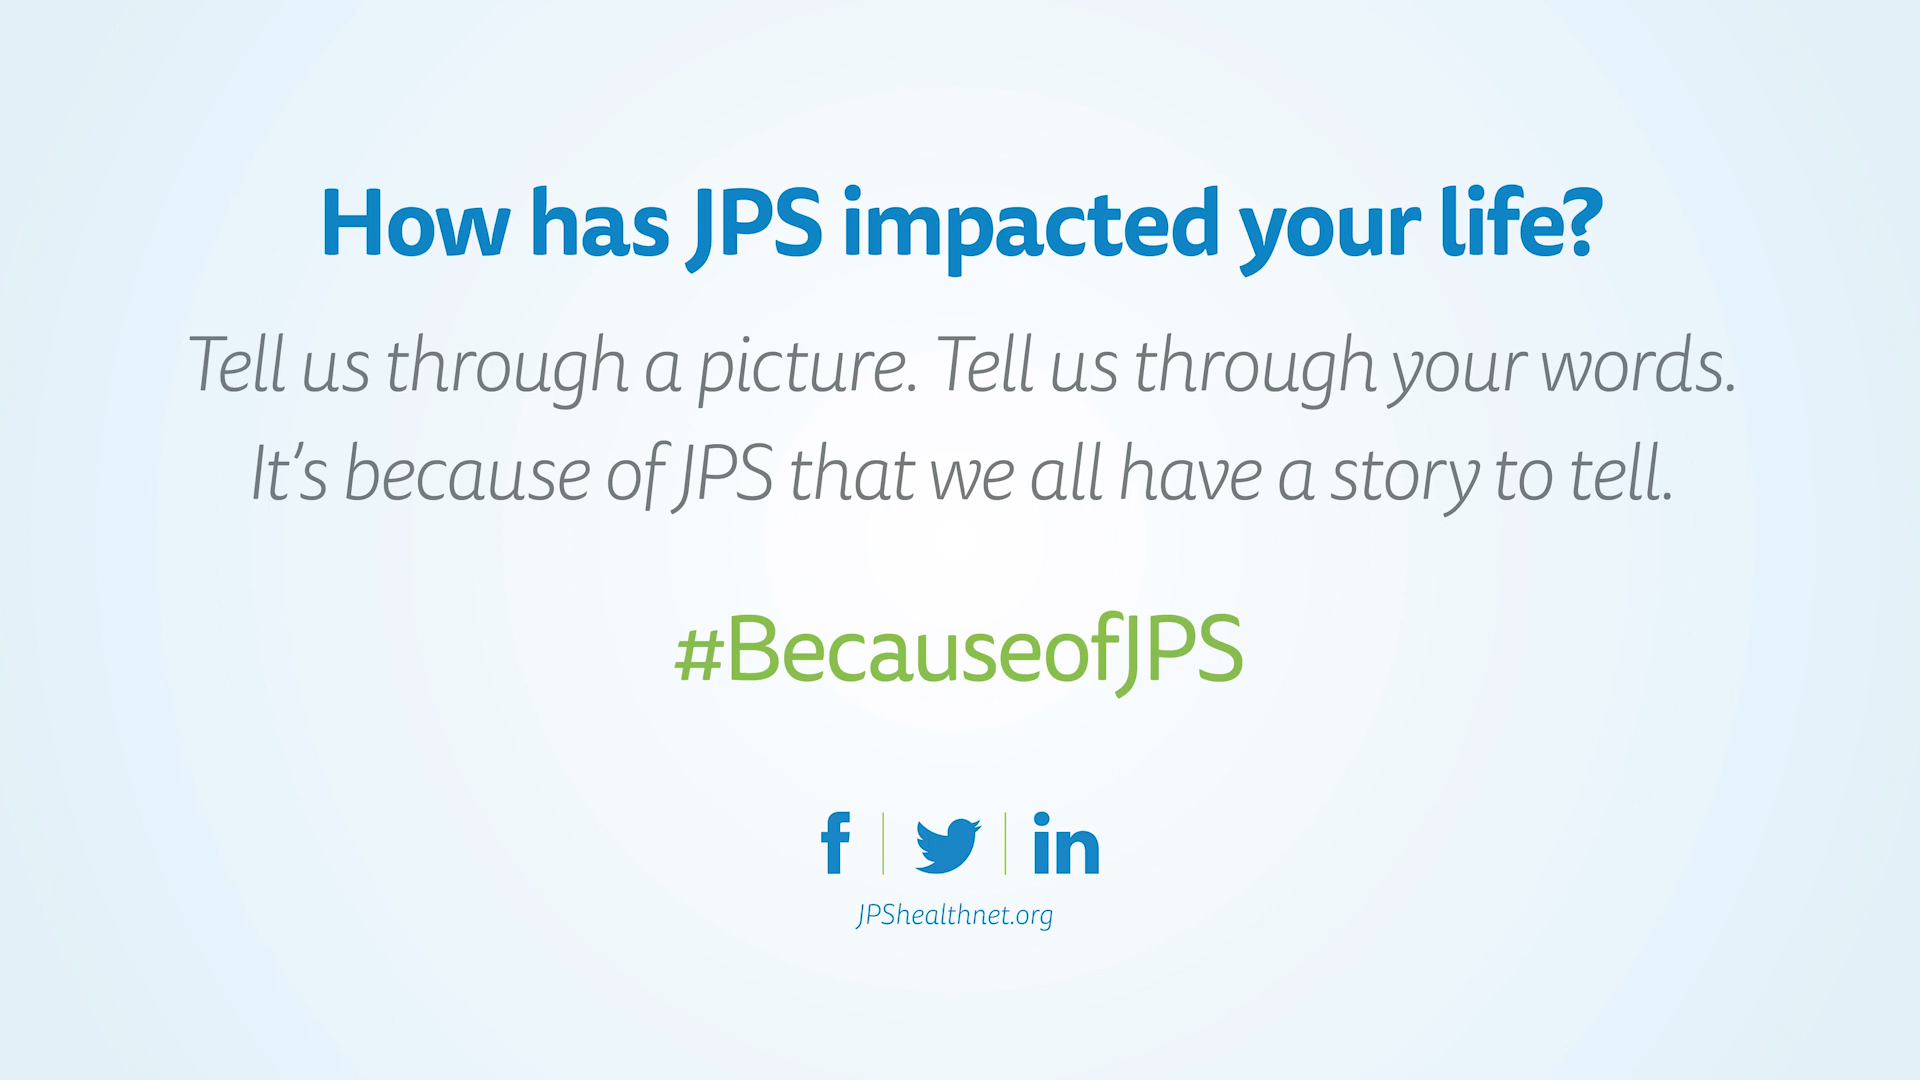 How has JPS impacted your life?
Tell us through a picture. Tell us through your words.
It's because of JPS that we all have a story to tell.
#BecauseofJPS
f | in
JPShealthnet.org